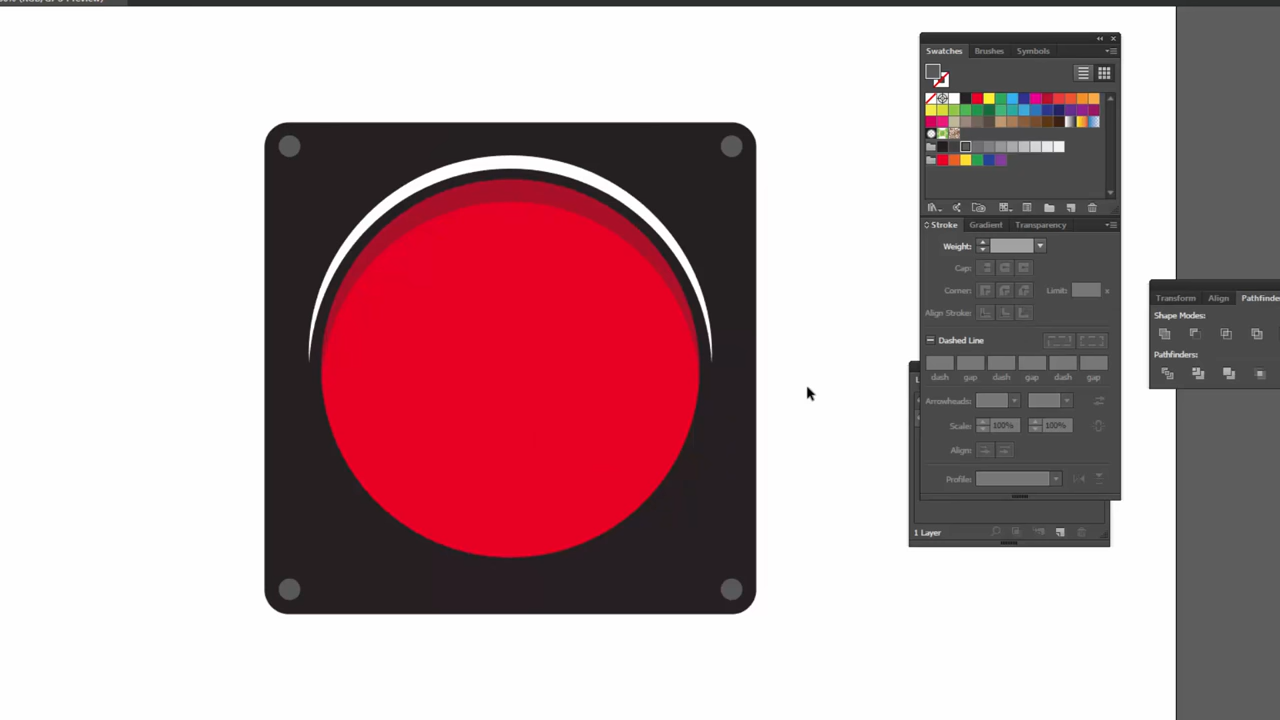 Swatches Brushes Symbols
Stroke Gradient Transparency
Weight:
Cap:
Corner: Limit: x
Align Stroke:
Dashed Line
dash gap dash gap dash gap
Arrowheads:
Scale: 100% 100%
Align:
Profile:
1 Layer
Transform Align Pathfinde
Shape Modes:
Pathfinders: